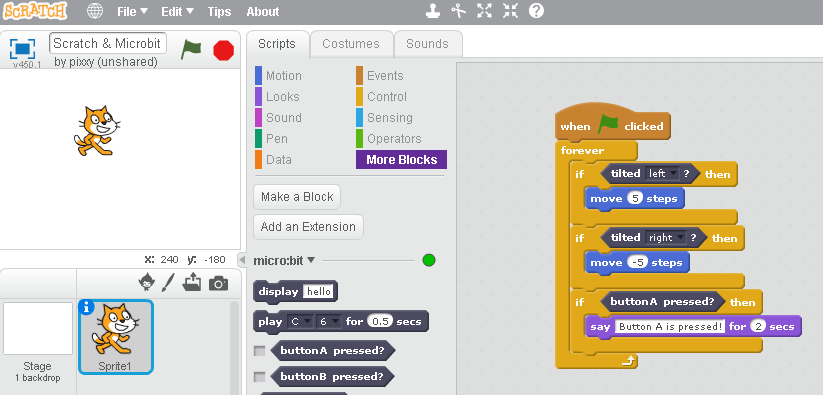 SCRATCH File Edit Tips About
Scratch & Microbit
by pixxy (unshared)
v450.1
X: 240 y: -180
Sprite1
Stage
1 backdrop
Scripts Costumes Sounds
Motion Events
Looks Control
Sound Sensing
Pen Operators
Data More Blocks
Make a Block
Add an Extension
micro:bit
display hello
play C 6 for 0.5 secs
buttonA pressed?
buttonB pressed?
when clicked
forever
if tilted left ? then
move 5 steps
if tilted right ? then
move -5 steps
if buttonA pressed? then
say Button A is pressed! for 2 secs